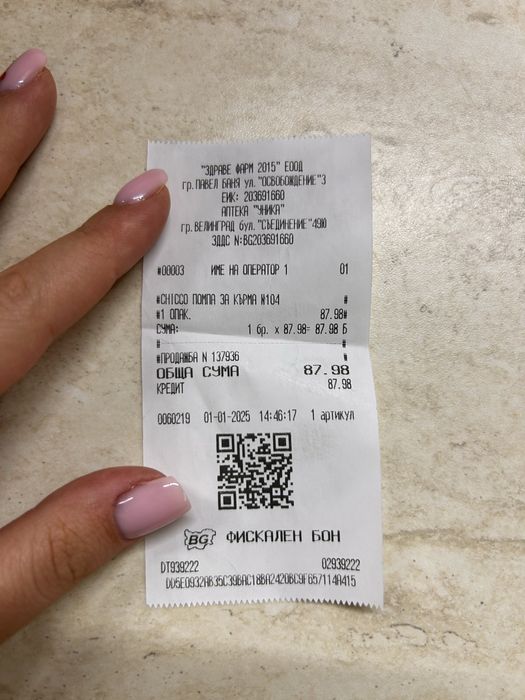 "ЗДРАВЕ ФАРМ 2015" ЕООД
гр.ПАВЕЛ БАНЯ ул."ОСВОБОЖДЕНИЕ"3
ЕИК: 203691660
АПТЕКА "УНИКА"
гр.ВЕЛИНГРАД бул. "СЪЕДИНЕНИЕ"
ЗДДС N:BG203691660
#00003 ИМЕ НА ОПЕРАТОР 1 01
#CHICCO ПОМПА ЗА КЪРМА N104 #
#1 ОПАК. 87.98#
СУМА: 1 бр. x 87.98= 87.98 Б
# #
#ПРОДАЖБА N 137936 #
ОБЩА СУМА 87.98
КРЕДИТ 87.98
0060219 01-01-2025 14:46:17 1 артикул
BG ФИСКАЛЕН БОН
DT939222 02939222